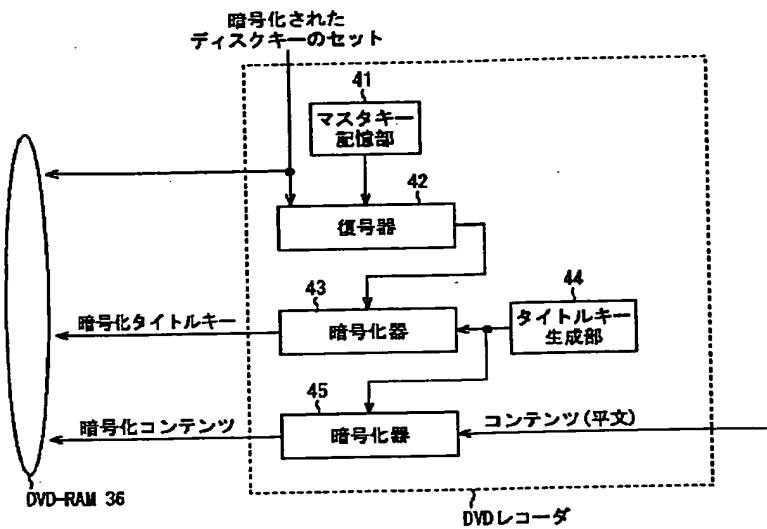 暗号化された
ディスクキーのセット
41
マスタキー
記憶部
42
復号器
43
44
暗号化タイトルキー
暗号化器
タイトルキー
生成部
45
暗号化コンテンツ
暗号化器
コンテンツ(平文)
DVD-RAM 36
DVDレコーダ